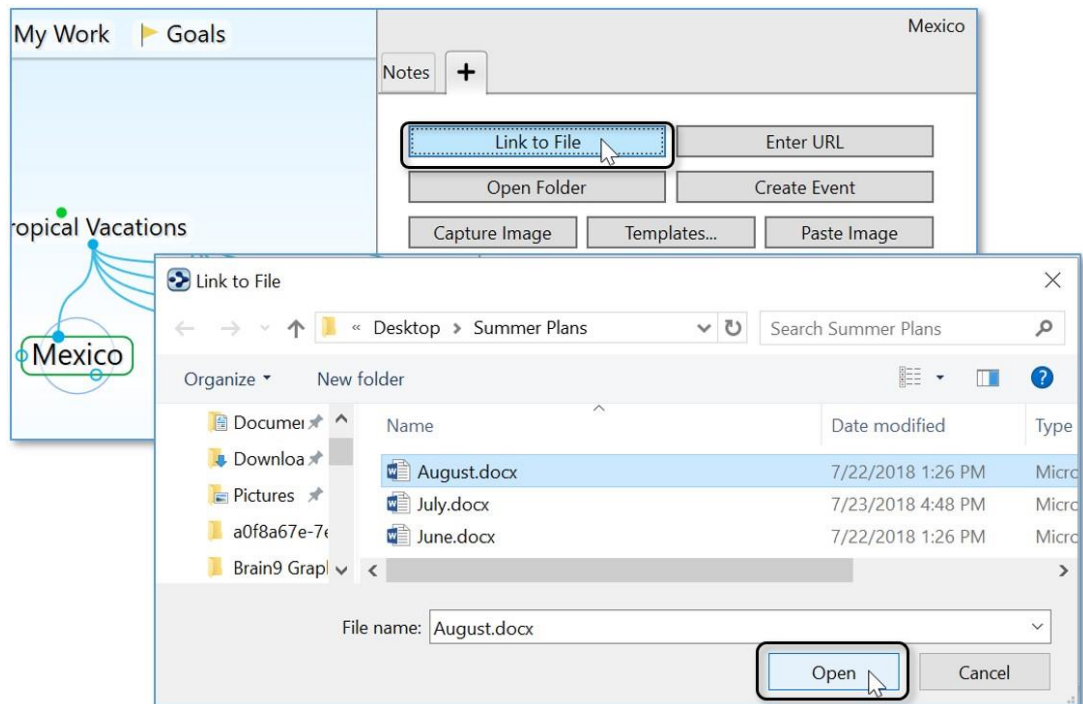 My Work Goals
Mexico
Notes +
Link to File Enter URL
Open Folder Create Event
Capture Image Templates... Paste Image
ropical Vacations
Mexico
Link to File
« Desktop > Summer Plans
Search Summer Plans
Organize New folder
Documei
Downloa
Pictures
a0f8a67e-7e
Brain9 Grapl
Name Date modified Type
August.docx 7/22/2018 1:26 PM Micro
July.docx 7/23/2018 4:48 PM Micro
June.docx 7/22/2018 1:26 PM Micro
File name: August.docx
Open Cancel